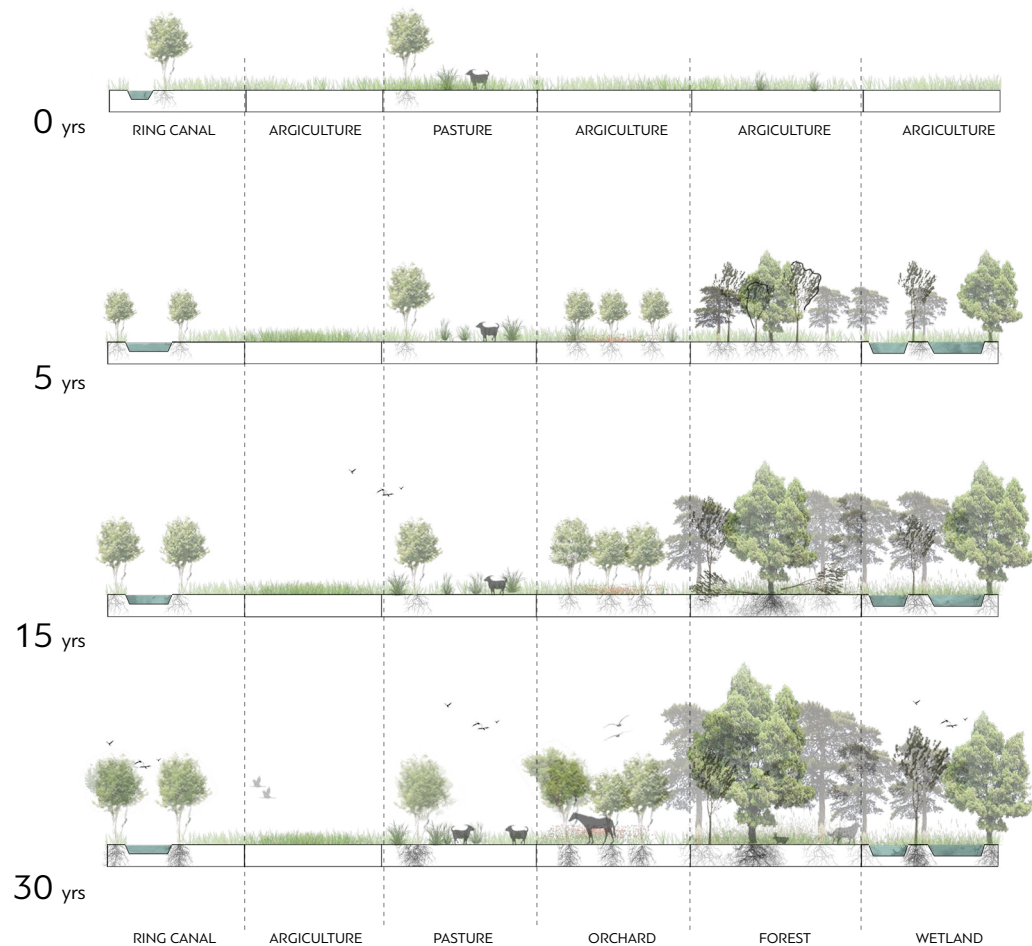 0 yrs
RING CANAL ARGICULTURE PASTURE ARGICULTURE ARGICULTURE ARGICULTURE
5 yrs
15 yrs
30 yrs
RING CANAL ARGICULTURE PASTURE ORCHARD FOREST WETLAND